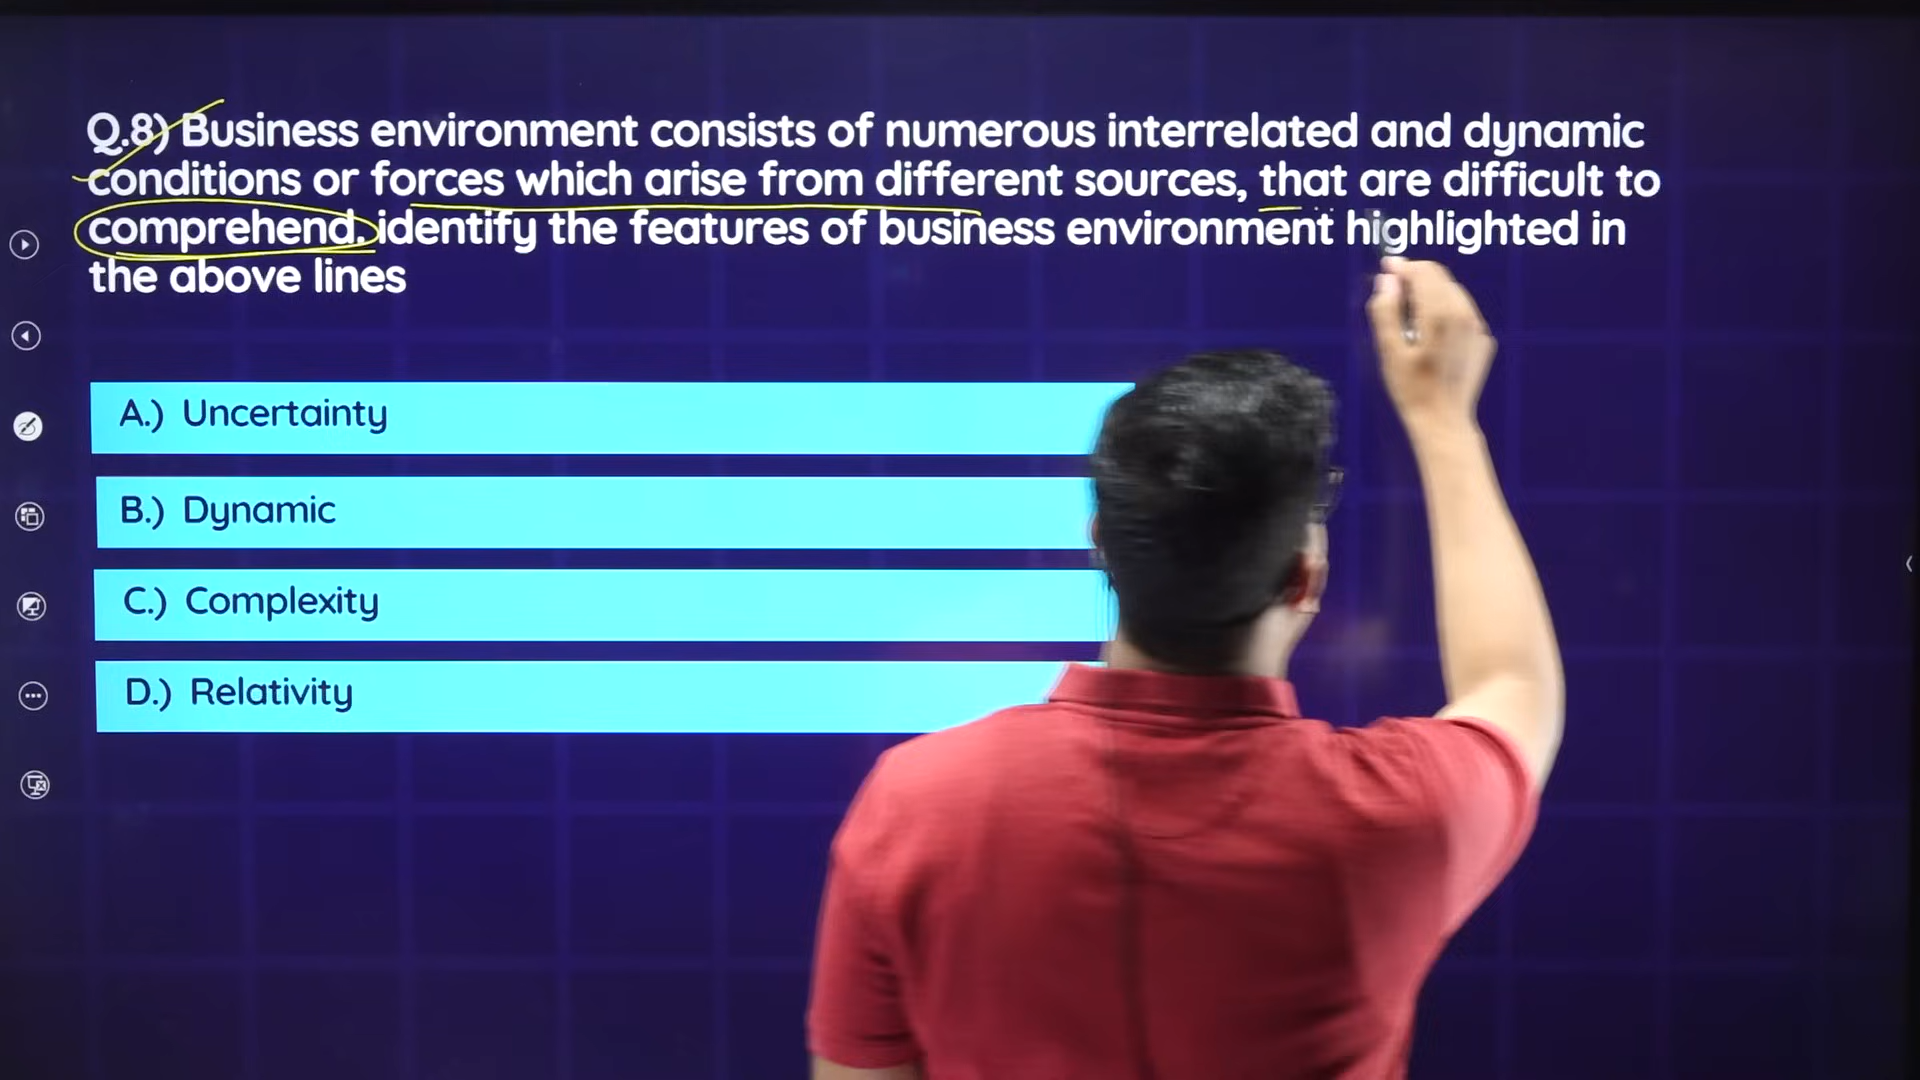 Q.8) Business environment consists of numerous interrelated and dynamic
conditions or forces which arise from different sources, that are difficult to
comprehend. identify the features of business environment highlighted in
the above lines
A.) Uncertainty
B.) Dynamic
C.) Complexity
D.) Relativity